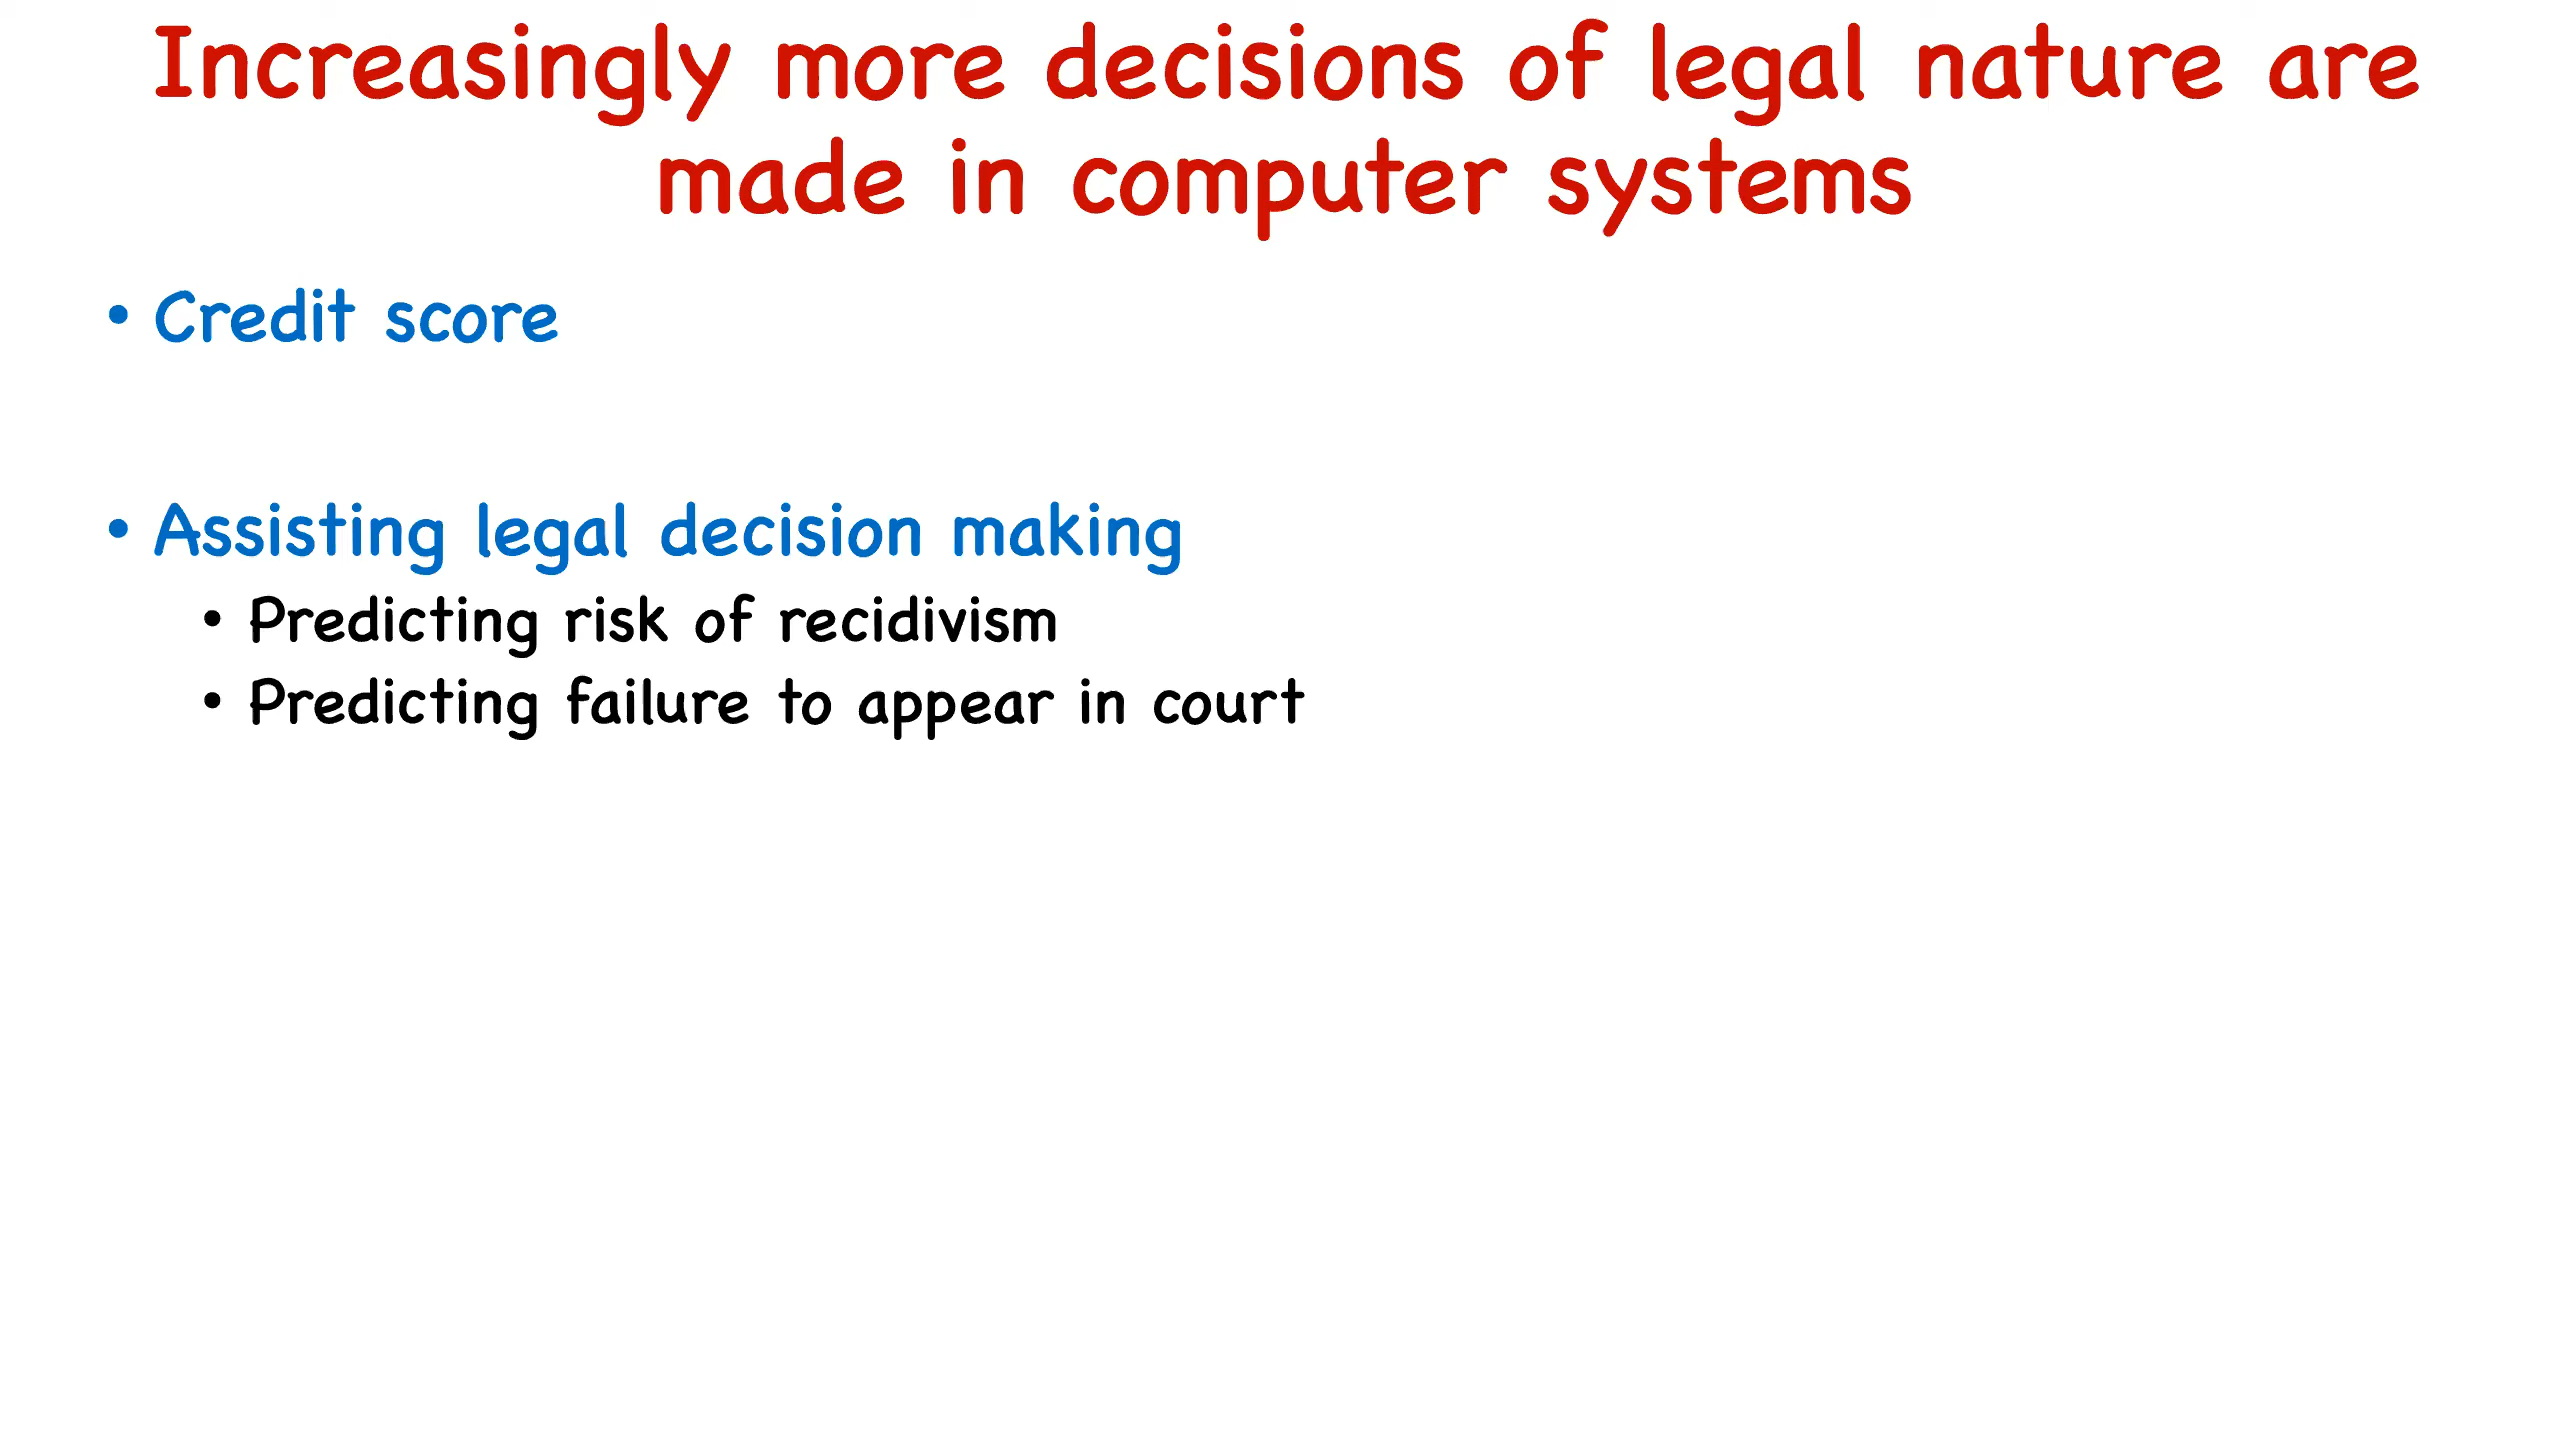 Increasingly more decisions of legal nature are
made in computer systems
• Credit score
• Assisting legal decision making
• Predicting risk of recidivism
• Predicting failure to appear in court